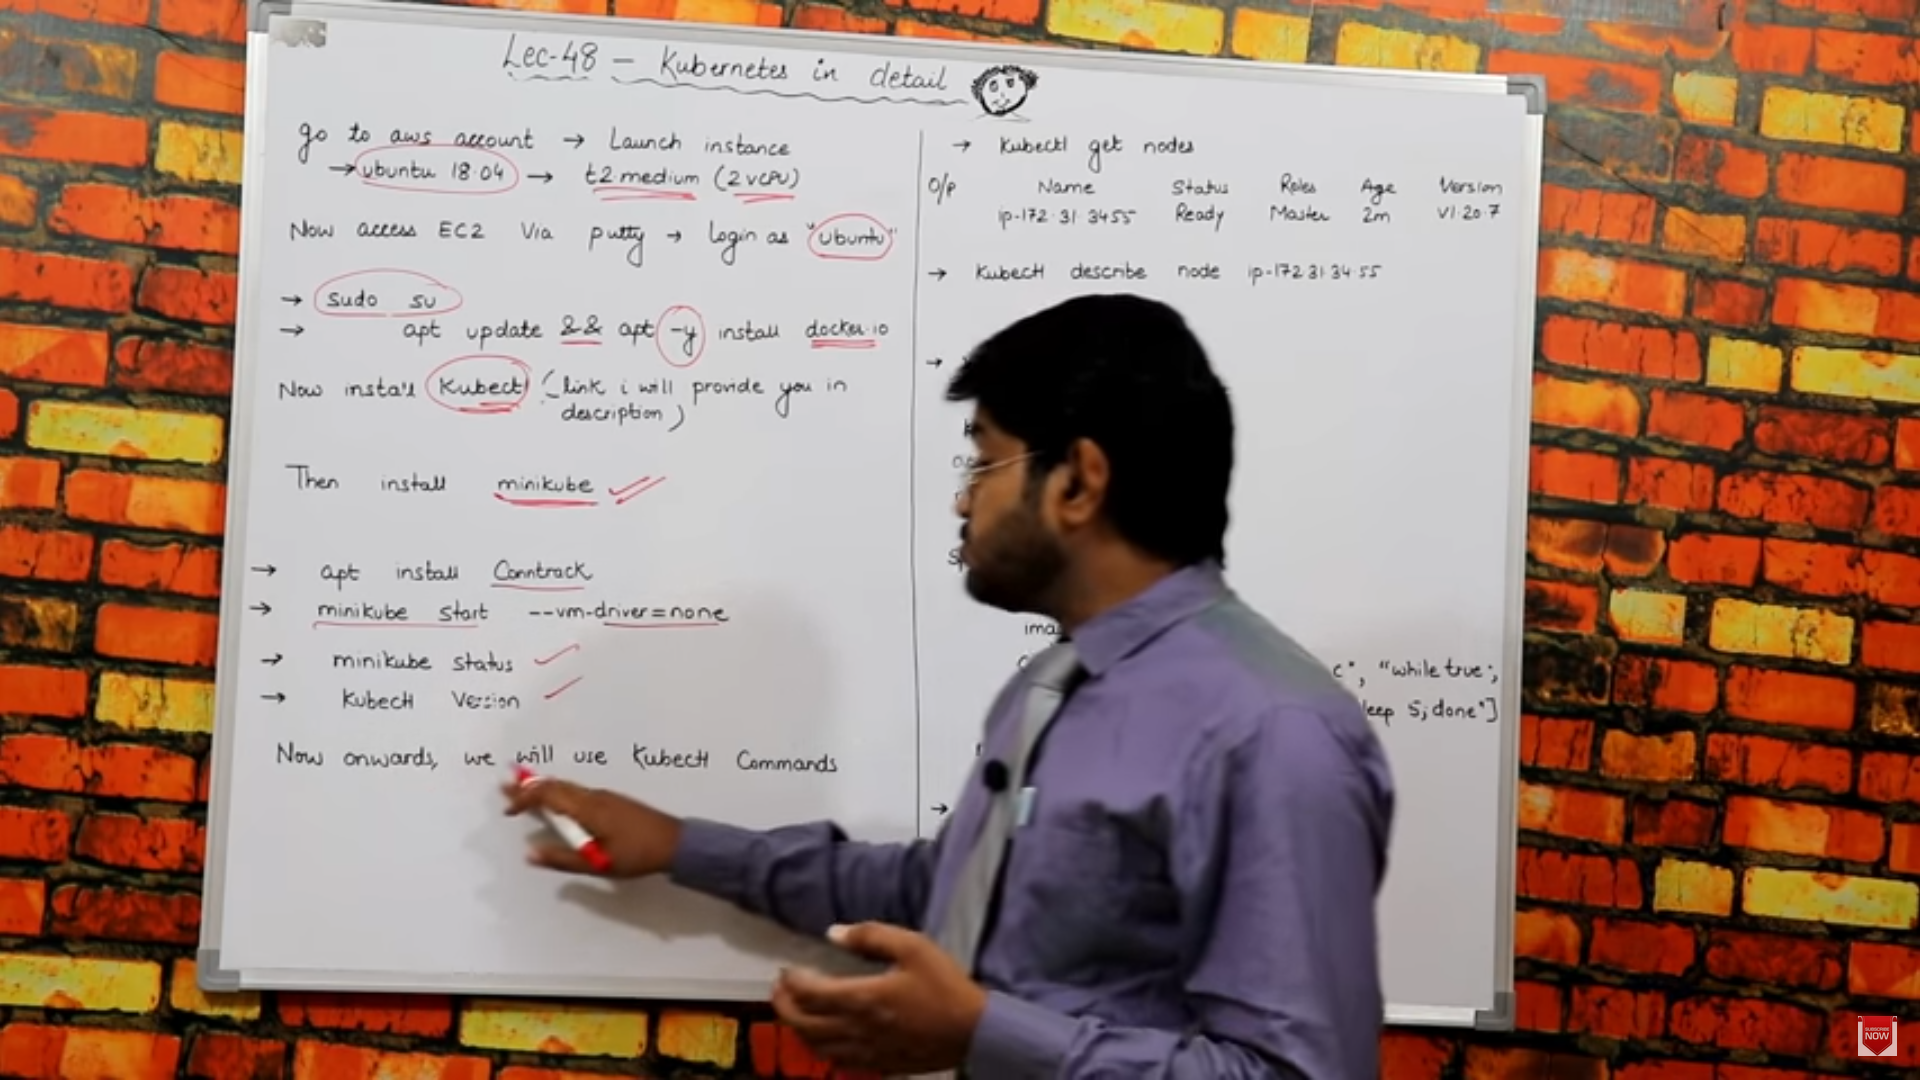 Lec-48 – Kubernetes in detail
go to aws account → Launch instance
→ ubuntu 18.04 → t2 medium (2 vCPU)
Now access EC2 Via putty → login as "Ubuntu"
→ sudo su
→ apt update && apt -y install docker.io
Now install Kubectl (link i will provide you in
description)
Then install minikube
→ apt install Conntrack
→ minikube start --vm-driver=none
→ minikube status
→ Kubectl Version
Now onwards, we will use Kubectl Commands
→ Kubectl get nodes
O/P Name Status Roles Age Version
ip-172.31.3455 Ready Master 2m V1.20.7
→ Kubectl describe node ip-172.31.34.55
→
ima
c", "while true;
leep 5; done"]
→
SUBSCRIBE
NOW